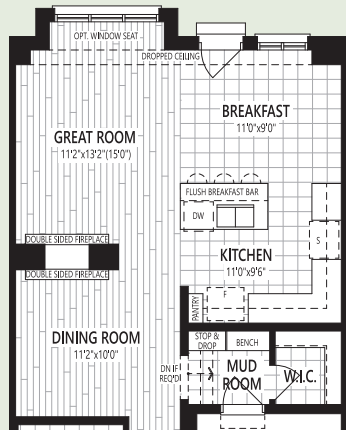 OPT. WINDOW SEAT
DROPPED CEILING
BREAKFAST
11'0"x9'0"
GREAT ROOM
11'2"x13'2"(15'0")
FLUSH BREAKFAST BAR
DW
S
DOUBLE SIDED FIREPLACE
KITCHEN
11'0"x9'6"
DOUBLE SIDED FIREPLACE
F
PANTRY
DINING ROOM
11'2"x10'0"
STOP &
DROP
BENCH
DN IF
REQ'D
MUD
ROOM
W.I.C.